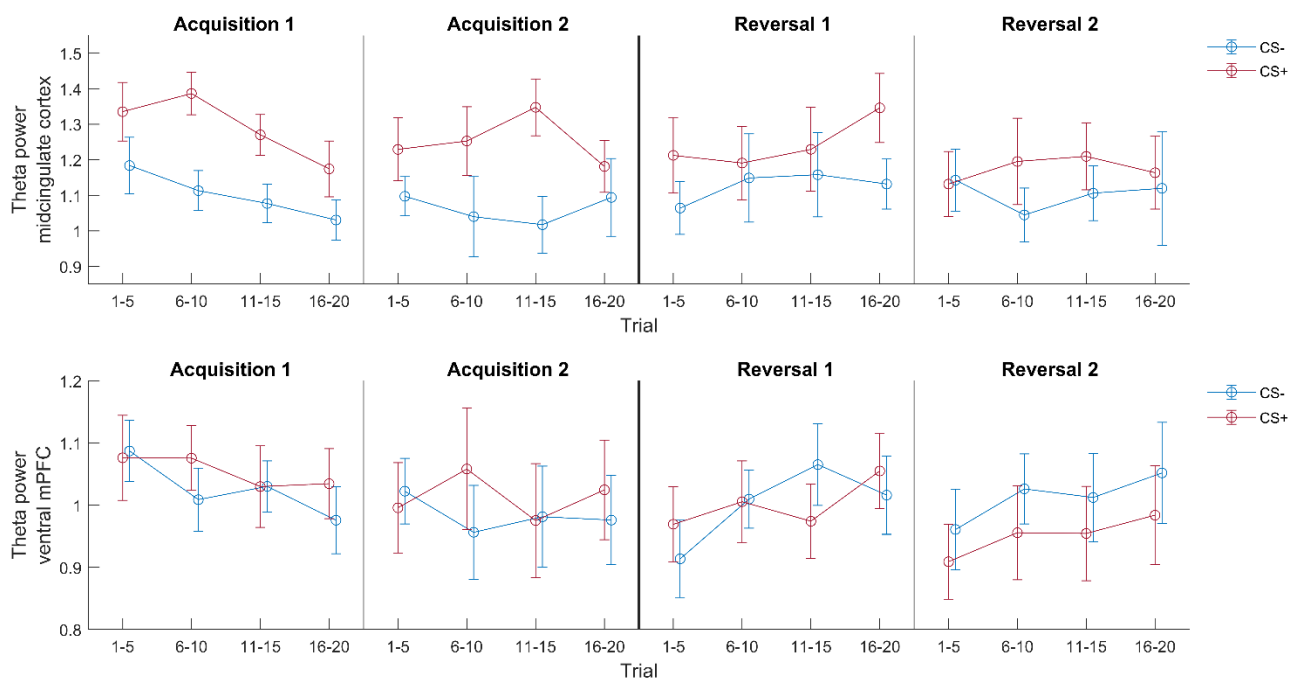 Acquisition 1 Acquisition 2 Reversal 1 Reversal 2
CS-
CS+
1.5
1.4
1.3
1.2
1.1
1
0.9
Theta power
midcingulate cortex
1-5 6-10 11-15 16-20 1-5 6-10 11-15 16-20 1-5 6-10 11-15 16-20 1-5 6-10 11-15 16-20
Trial
Acquisition 1 Acquisition 2 Reversal 1 Reversal 2
CS-
CS+
1.2
1.1
1
0.9
0.8
Theta power
ventral mPFC
1-5 6-10 11-15 16-20 1-5 6-10 11-15 16-20 1-5 6-10 11-15 16-20 1-5 6-10 11-15 16-20
Trial